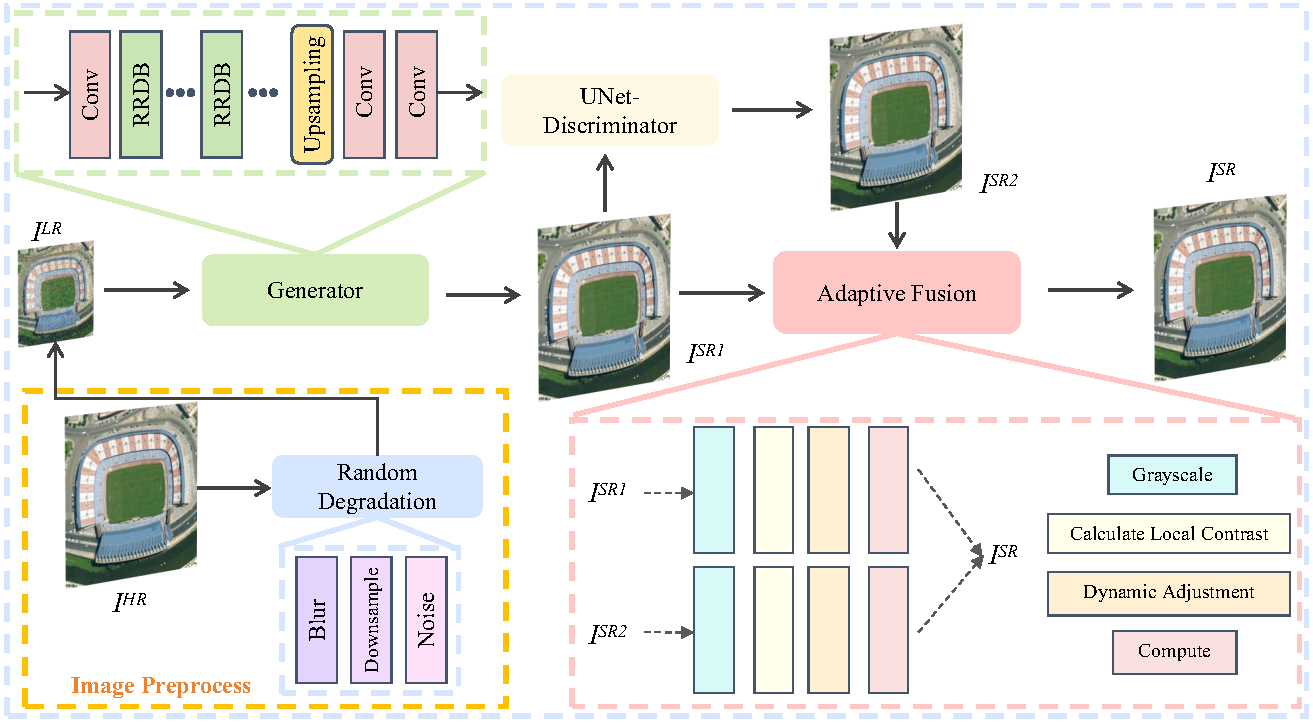 Conv
RRDB
RRDB
Upsampling
Conv
Conv
UNet-
Discriminator
I^{SR2}
I^{SR}
I^{LR}
Generator
Adaptive Fusion
I^{SR1}
I^{HR}
Random
Degradation
Blur
Downsample
Noise
Image Preprocess
I^{SR1}
I^{SR2}
I^{SR}
Grayscale
Calculate Local Contrast
Dynamic Adjustment
Compute